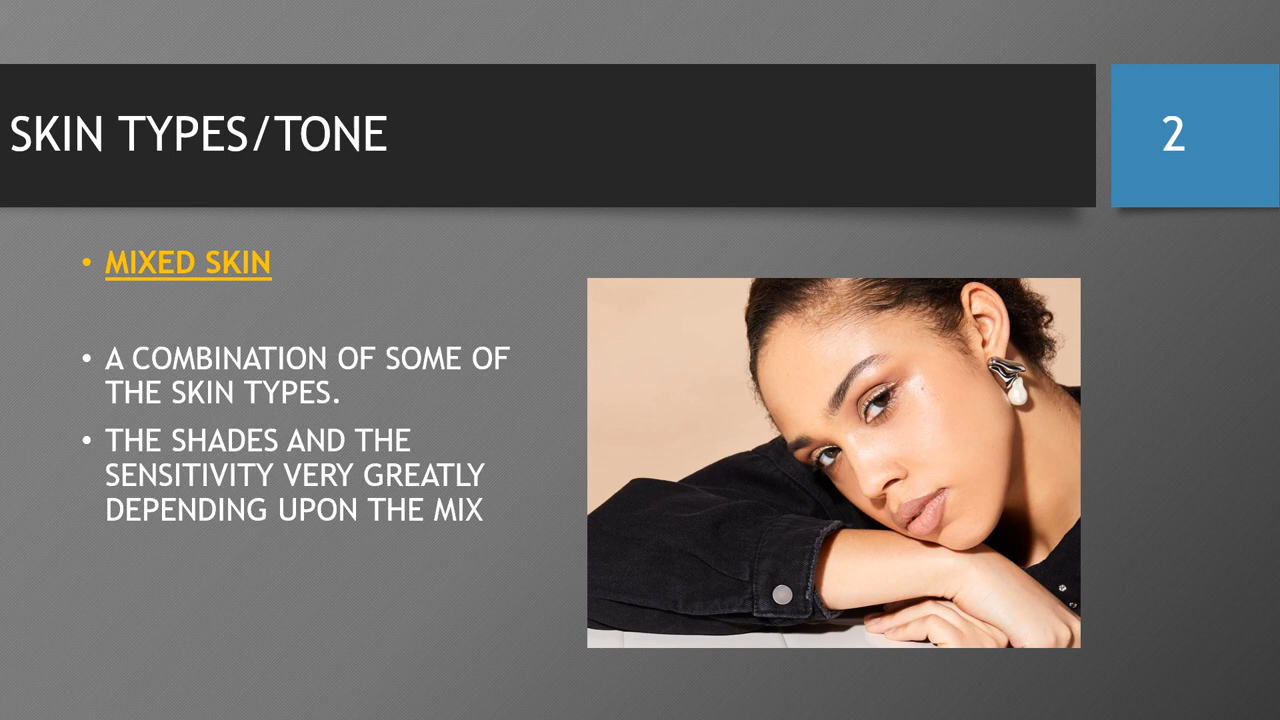 SKIN TYPES/TONE
2
• MIXED SKIN
• A COMBINATION OF SOME OF
THE SKIN TYPES.
• THE SHADES AND THE
SENSITIVITY VERY GREATLY
DEPENDING UPON THE MIX